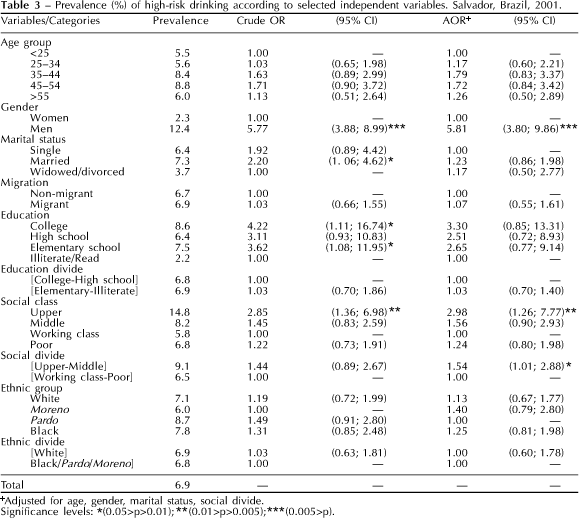 Table 3 – Prevalence (%) of high-risk drinking according to selected independent variables. Salvador, Brazil, 2001.
Variables/Categories Prevalence Crude OR (95% CI) AOR+ (95% CI)
Age group
<25 5.5 1.00 — 1.00 —
25–34 5.6 1.03 (0.65; 1.98) 1.17 (0.60; 2.21)
35–44 8.4 1.63 (0.89; 2.99) 1.79 (0.83; 3.37)
45–54 8.8 1.71 (0.90; 3.72) 1.72 (0.84; 3.42)
>55 6.0 1.13 (0.51; 2.64) 1.26 (0.50; 2.89)
Gender
Women 2.3 1.00 — 1.00 —
Men 12.4 5.77 (3.88; 8.99)*** 5.81 (3.80; 9.86)***
Marital status
Single 6.4 1.92 (0.89; 4.42) 1.00 —
Married 7.3 2.20 (1. 06; 4.62)* 1.23 (0.86; 1.98)
Widowed/divorced 3.7 1.00 — 1.17 (0.50; 2.77)
Migration
Non-migrant 6.7 1.00 — 1.00 —
Migrant 6.9 1.03 (0.66; 1.55) 1.07 (0.55; 1.61)
Education
College 8.6 4.22 (1.11; 16.74)* 3.30 (0.85; 13.31)
High school 6.4 3.11 (0.93; 10.83) 2.51 (0.72; 8.93)
Elementary school 7.5 3.62 (1.08; 11.95)* 2.65 (0.77; 9.14)
Illiterate/Read 2.2 1.00 — 1.00 —
Education divide
[College-High school] 6.8 1.00 — 1.00 —
[Elementary-Illiterate] 6.9 1.03 (0.70; 1.86) 1.03 (0.70; 1.40)
Social class
Upper 14.8 2.85 (1.36; 6.98)** 2.98 (1.26; 7.77)**
Middle 8.2 1.45 (0.83; 2.59) 1.56 (0.90; 2.93)
Working class 5.8 1.00 — 1.00 —
Poor 6.8 1.22 (0.73; 1.91) 1.24 (0.80; 1.98)
Social divide
[Upper-Middle] 9.1 1.44 (0.89; 2.67) 1.54 (1.01; 2.88)*
[Working class-Poor] 6.5 1.00 — 1.00 —
Ethnic group
White 7.1 1.19 (0.72; 1.99) 1.13 (0.67; 1.77)
Moreno 6.0 1.00 — 1.40 (0.79; 2.80)
Pardo 8.7 1.49 (0.91; 2.80) 1.00 —
Black 7.8 1.31 (0.85; 2.48) 1.25 (0.81; 1.98)
Ethnic divide
[White] 6.9 1.03 (0.63; 1.81) 1.00 (0.60; 1.78)
Black/Pardo/Moreno] 6.8 1.00 — 1.00 —
Total 6.9 — — — —
+Adjusted for age, gender, marital status, social divide.
Significance levels: *(0.05>p>0.01); **(0.01>p>0.005); ***(0.005>p).